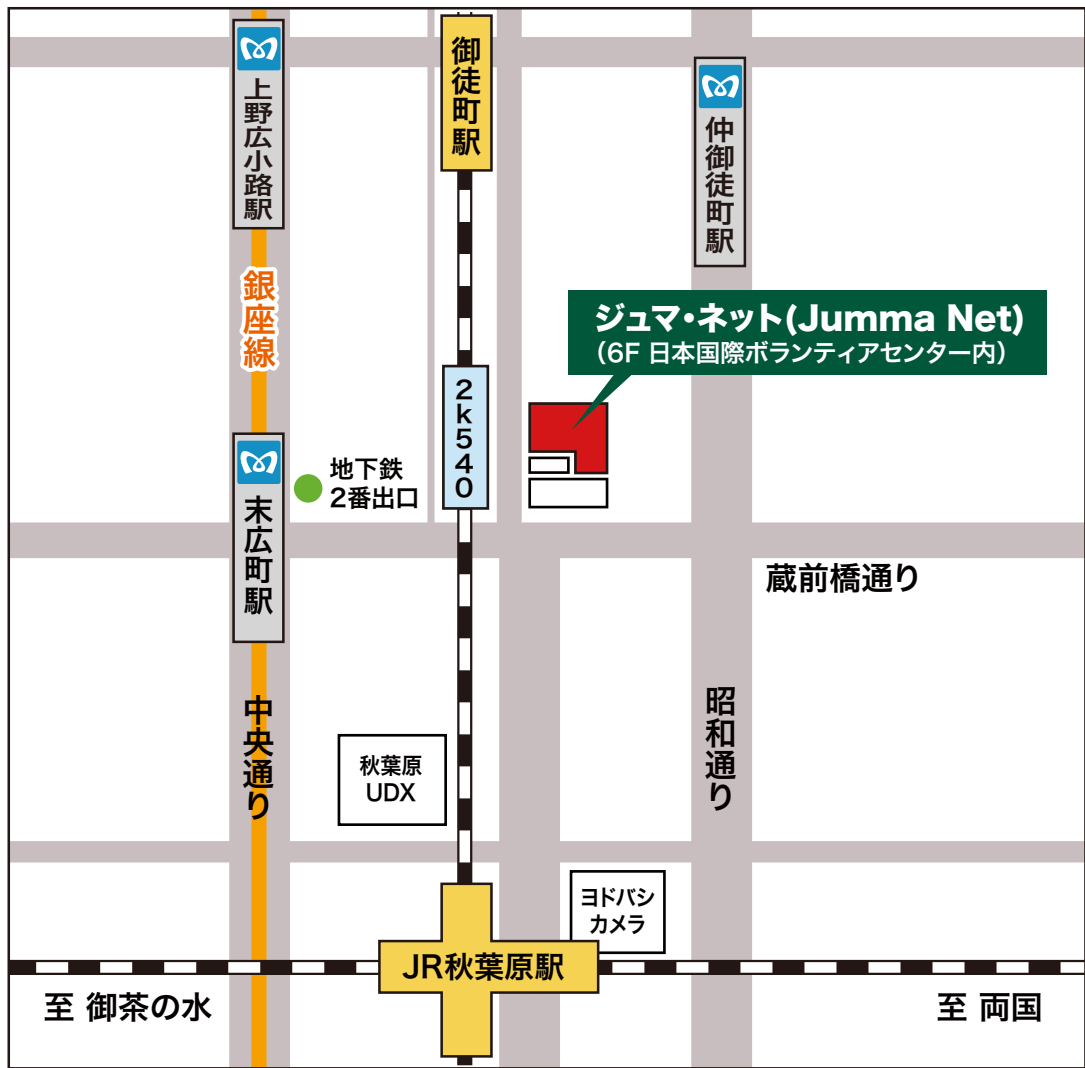 上野広小路駅
御徒町駅
仲御徒町駅
銀座線
ジュマ・ネット(Jumma Net)
(6F 日本国際ボランティアセンター内)
2k540
末広町駅
地下鉄
2番出口
蔵前橋通り
中央通り
昭和通り
秋葉原
UDX
ヨドバシ
カメラ
JR秋葉原駅
至 御茶の水
至 両国